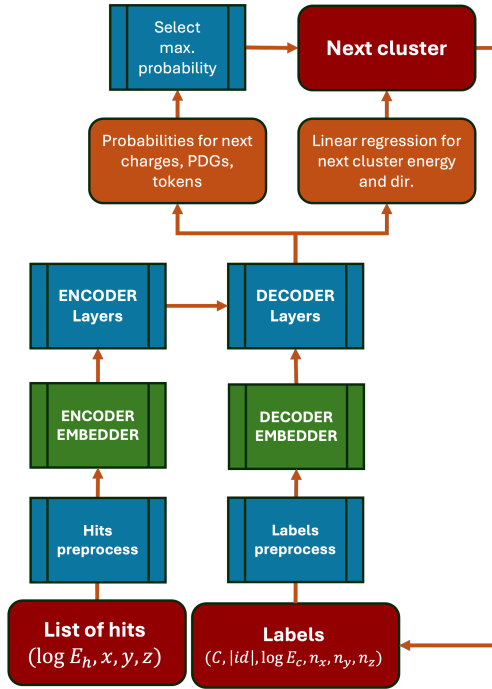 Select
max.
probability
Next cluster
Probabilities for next
charges, PDGs,
tokens
Linear regression for
next cluster energy
and dir.
ENCODER
Layers
DECODER
Layers
ENCODER
EMBEDDER
DECODER
EMBEDDER
Hits
preprocess
Labels
preprocess
List of hits
(log E_h, x, y, z)
Labels
(C, |id|, log E_c, n_x, n_y, n_z)